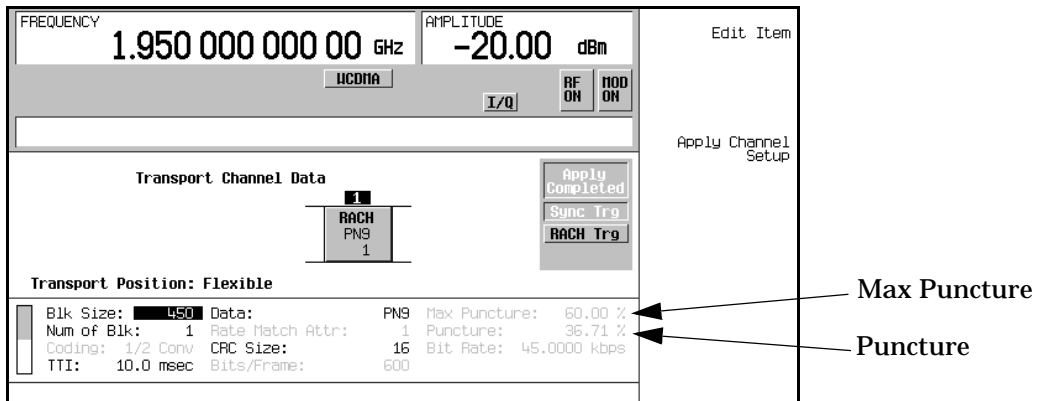 FREQUENCY
1.950 000 000 00 GHz
AMPLITUDE
-20.00 dBm
WCDMA
I/Q
RF ON
MOD ON
Edit Item
Apply Channel Setup
Transport Channel Data
1
RACH
PN9
1
Apply Completed
Sync Trg
RACH Trg
Transport Position: Flexible
Blk Size: 450 Data: PN9 Max Puncture: 60.00 %
Num of Blk: 1 Rate Match Attr: 1 Puncture: 36.71 %
Coding: 1/2 Conv CRC Size: 16 Bit Rate: 45.0000 kbps
TTI: 10.0 msec Bits/Frame: 600
Max Puncture
Puncture